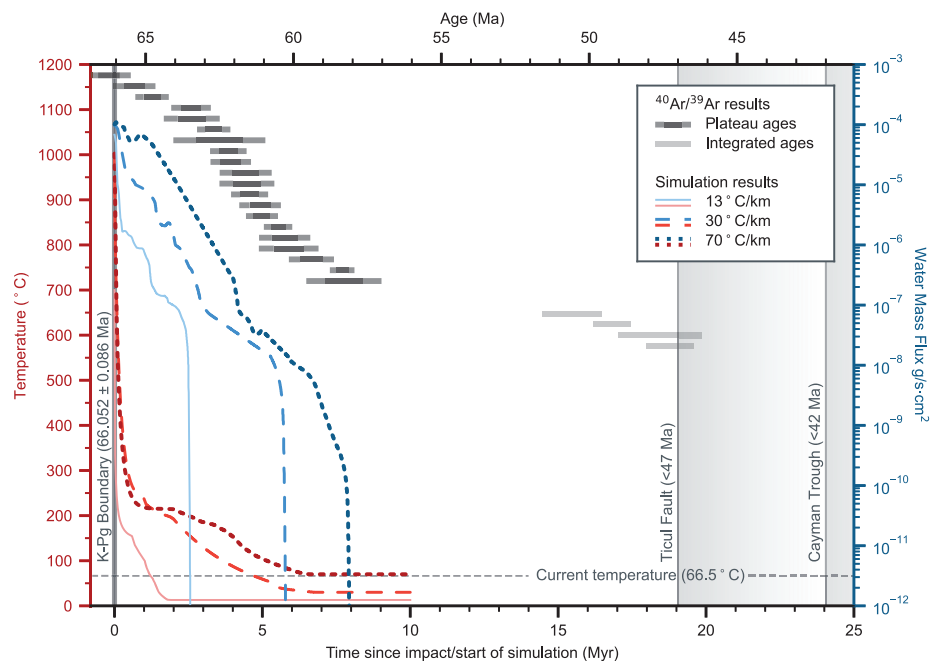 Age (Ma)
65 60 55 50 45
1200
1100
1000
900
800
700
600
500
400
300
200
100
0
Temperature (°C)
10⁻³
10⁻⁴
10⁻⁵
10⁻⁶
10⁻⁷
10⁻⁸
10⁻⁹
10⁻¹⁰
10⁻¹¹
10⁻¹²
Water Mass Flux g/s·cm²
⁴⁰Ar/³⁹Ar results
Plateau ages
Integrated ages
Simulation results
13°C/km
30°C/km
70°C/km
K-Pg Boundary (66.052 ± 0.086 Ma)
Ticul Fault (<47 Ma)
Cayman Trough (<42 Ma)
Current temperature (66.5°C)
0 5 10 15 20 25
Time since impact/start of simulation (Myr)